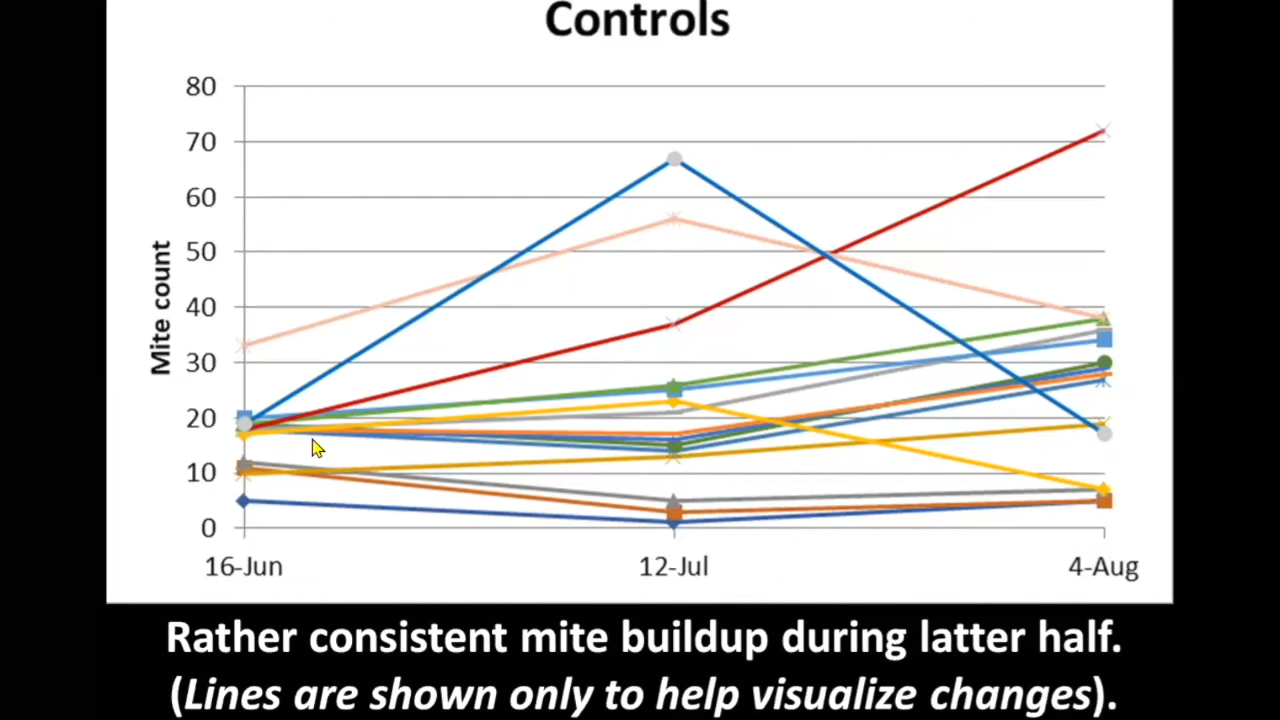 Controls
80
70
60
50
40
30
20
10
0
Mite count
16-Jun 12-Jul 4-Aug
Rather consistent mite buildup during latter half.
(Lines are shown only to help visualize changes).